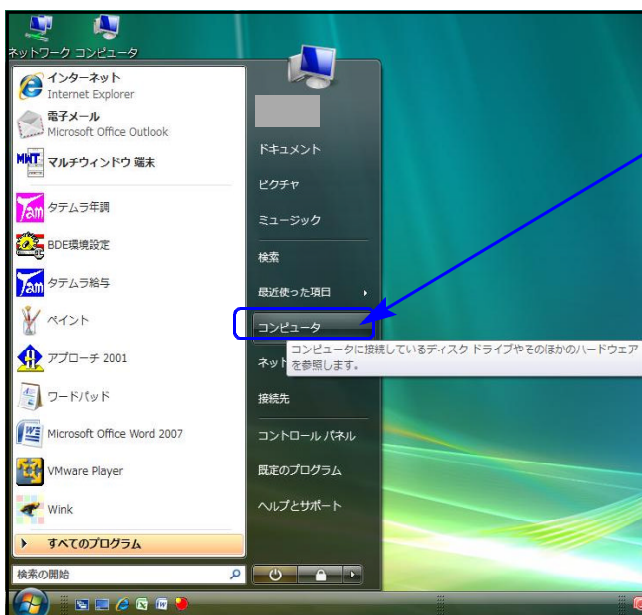 ネットワーク コンピュータ
インターネット
Internet Explorer
電子メール
Microsoft Office Outlook
マルチウィンドウ 端末
タテムラ年調
BDE環境設定
タテムラ給与
ペイント
アプローチ 2001
ワードパッド
Microsoft Office Word 2007
VMware Player
Wink
すべてのプログラム
検索の開始
ドキュメント
ピクチャ
ミュージック
検索
最近使った項目
コンピュータ
コンピュータに接続しているディスク ドライブやそのほかのハードウェア
を参照します。
ネット
接続先
コントロール パネル
既定のプログラム
ヘルプとサポート